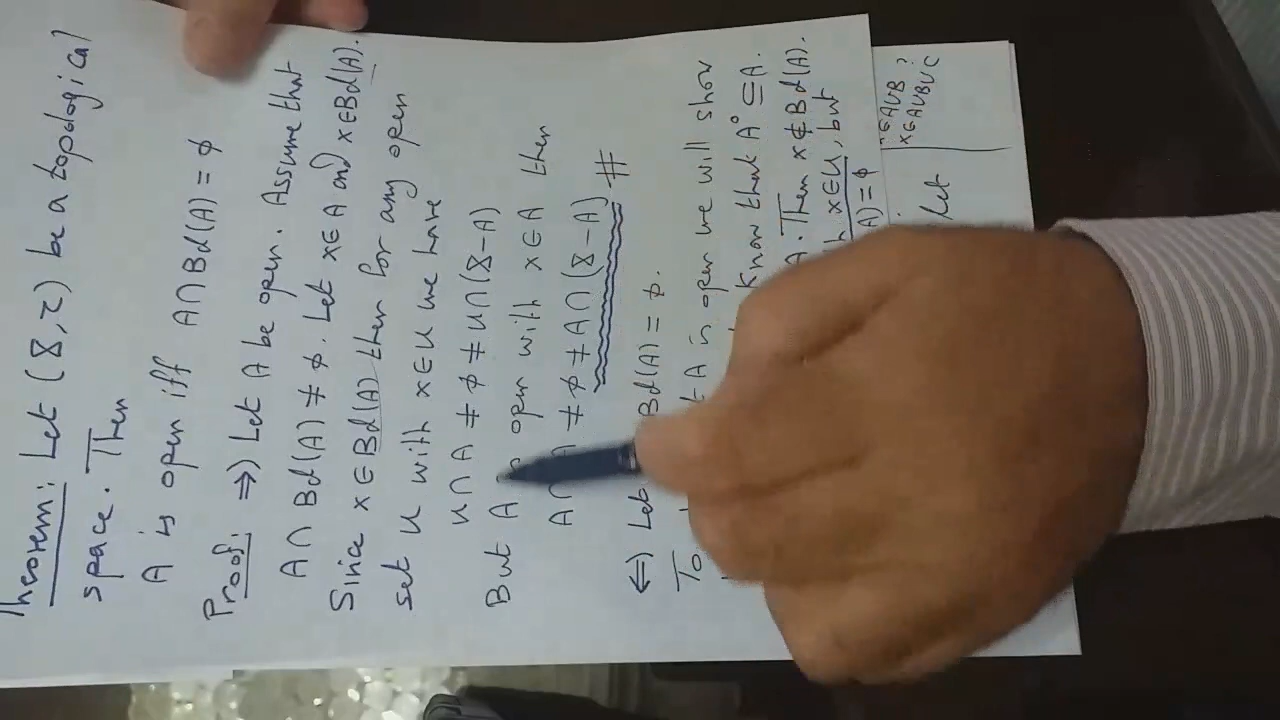 Theorem: Let (X,τ) be a topological
space. Then
A is open iff A∩Bd(A) = ϕ
Proof: ⇒) Let A be open. Assume that
A∩Bd(A) ≠ ϕ. Let x∈A and x∈Bd(A).
Since x∈Bd(A) then for any open
set U with x∈U we have
U∩A ≠ ϕ ≠ U∩(X-A)
But A open with x∈A then
A∩ ≠ ϕ ≠ A∩(X-A) #
⇐) Let Bd(A) = ϕ.
To A is open we will show
Know that A° ⊆ A.
A. Then x∉Bd(A).
x∈U, but
A) = ϕ
∈A∪B ;
x∈A∪B∪C
Let